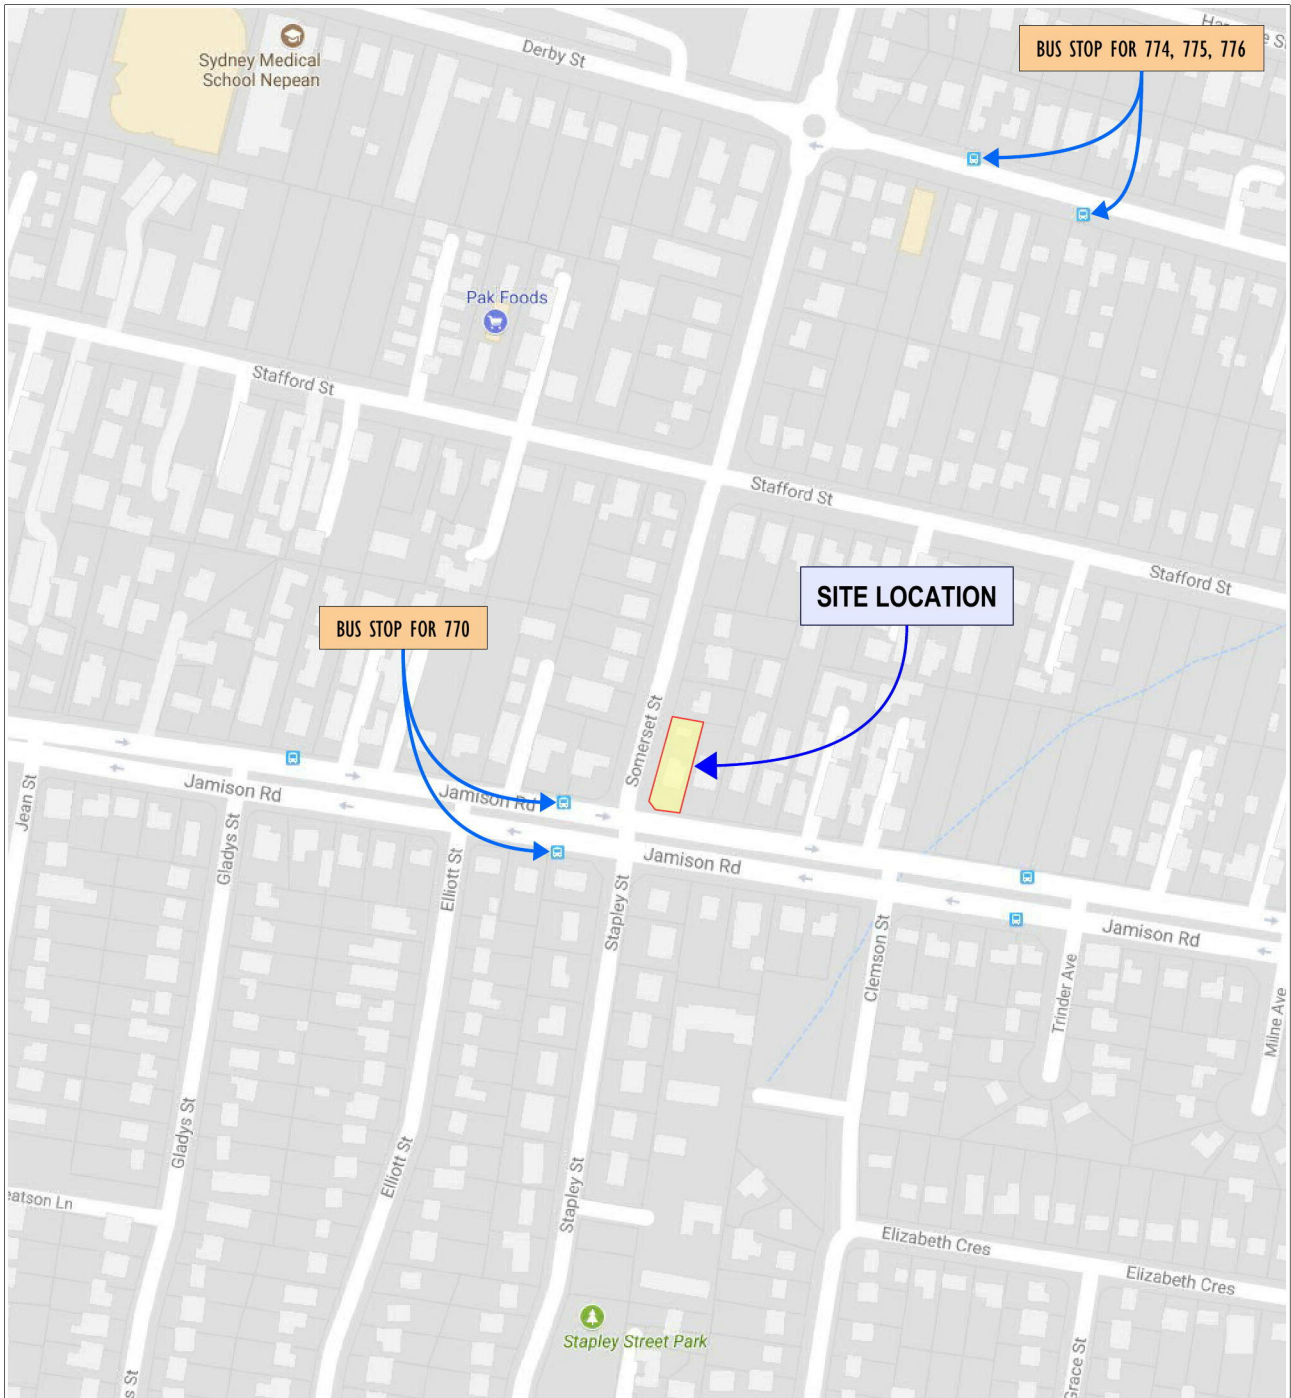 Sydney Medical
School Nepean
Derby St
BUS STOP FOR 774, 775, 776
Pak Foods
Stafford St
Stafford St
Stafford St
SITE LOCATION
BUS STOP FOR 770
Somerset St
Jean St
Jamison Rd
Jamison Rd
Jamison Rd
Jamison Rd
Gladys St
Elliott St
Stapley St
Clemson St
Trinder Ave
Milne Ave
Gladys St
Elliott St
Stapley St
eatson Ln
Elizabeth Cres
Elizabeth Cres
Stapley Street Park
Grace St
s St